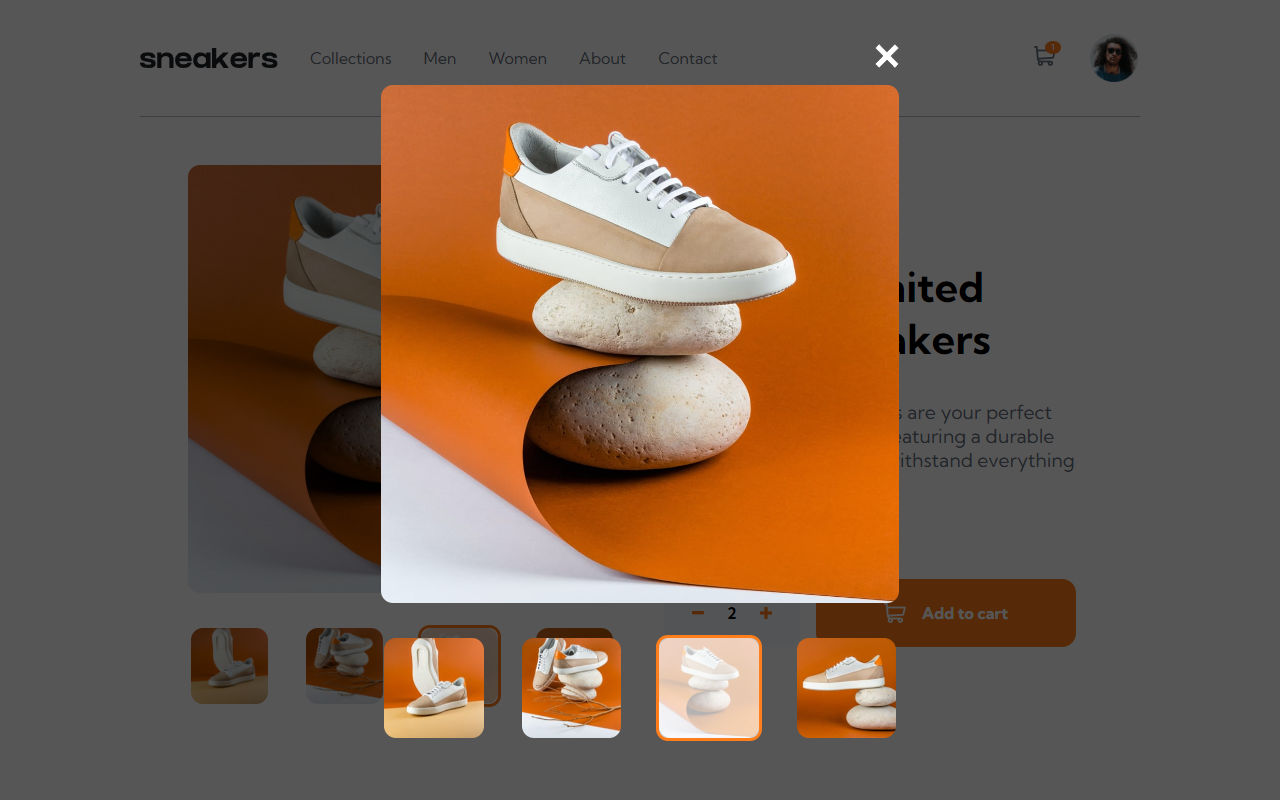 sneakers Collections Men Women About Contact
1
nited
akers
s are your perfect
eaturing a durable
ithstand everything
2 Add to cart